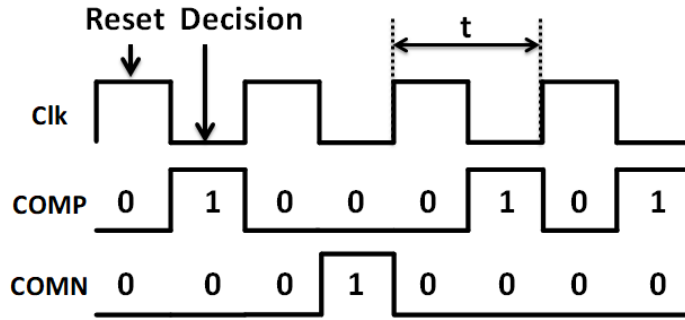 Reset Decision
t
Clk
COMP 0 1 0 0 0 1 0 1
COMN 0 0 0 1 0 0 0 0